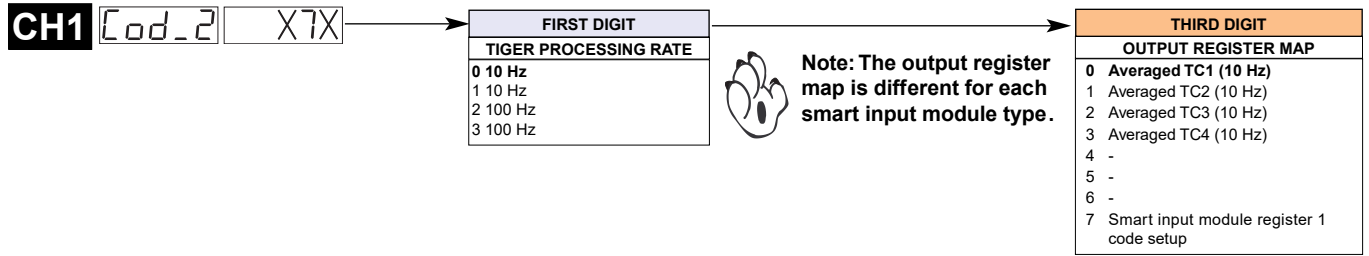 CH1 Cod_2 X7X
FIRST DIGIT
TIGER PROCESSING RATE
0 10 Hz
1 10 Hz
2 100 Hz
3 100 Hz
Note: The output register
map is different for each
smart input module type.
THIRD DIGIT
OUTPUT REGISTER MAP
0 Averaged TC1 (10 Hz)
1 Averaged TC2 (10 Hz)
2 Averaged TC3 (10 Hz)
3 Averaged TC4 (10 Hz)
4 -
5 -
6 -
7 Smart input module register 1
code setup